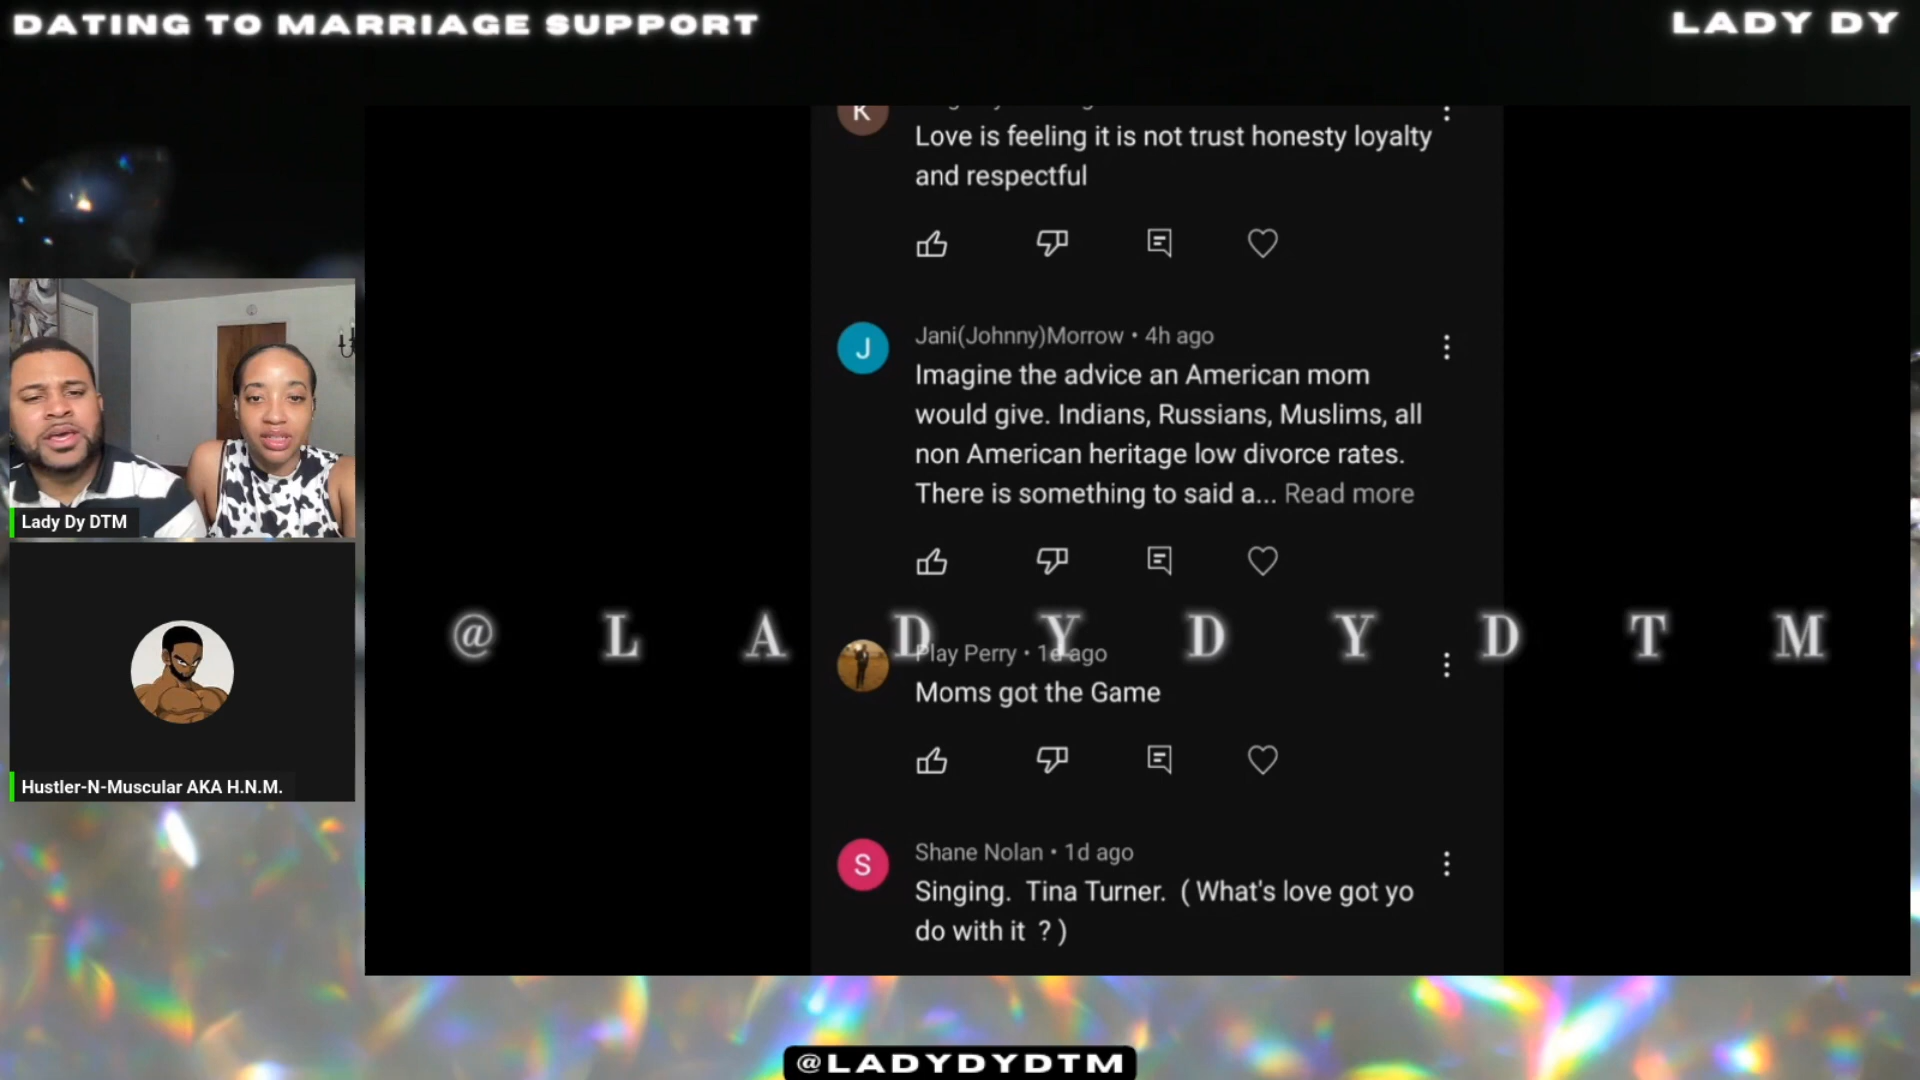 DATING TO MARRIAGE SUPPORT
LADY DY
K
Love is feeling it is not trust honesty loyalty
and respectful
J
Jani(Johnny)Morrow • 4h ago
Imagine the advice an American mom
would give. Indians, Russians, Muslims, all
non American heritage low divorce rates.
There is something to said a... Read more
Lady Dy DTM
@ L A D Y D Y D T M
Play Perry • 1d ago
Moms got the Game
Hustler-N-Muscular AKA H.N.M.
S
Shane Nolan • 1d ago
Singing. Tina Turner. ( What's love got yo
do with it ? )
@LADYDYDTM